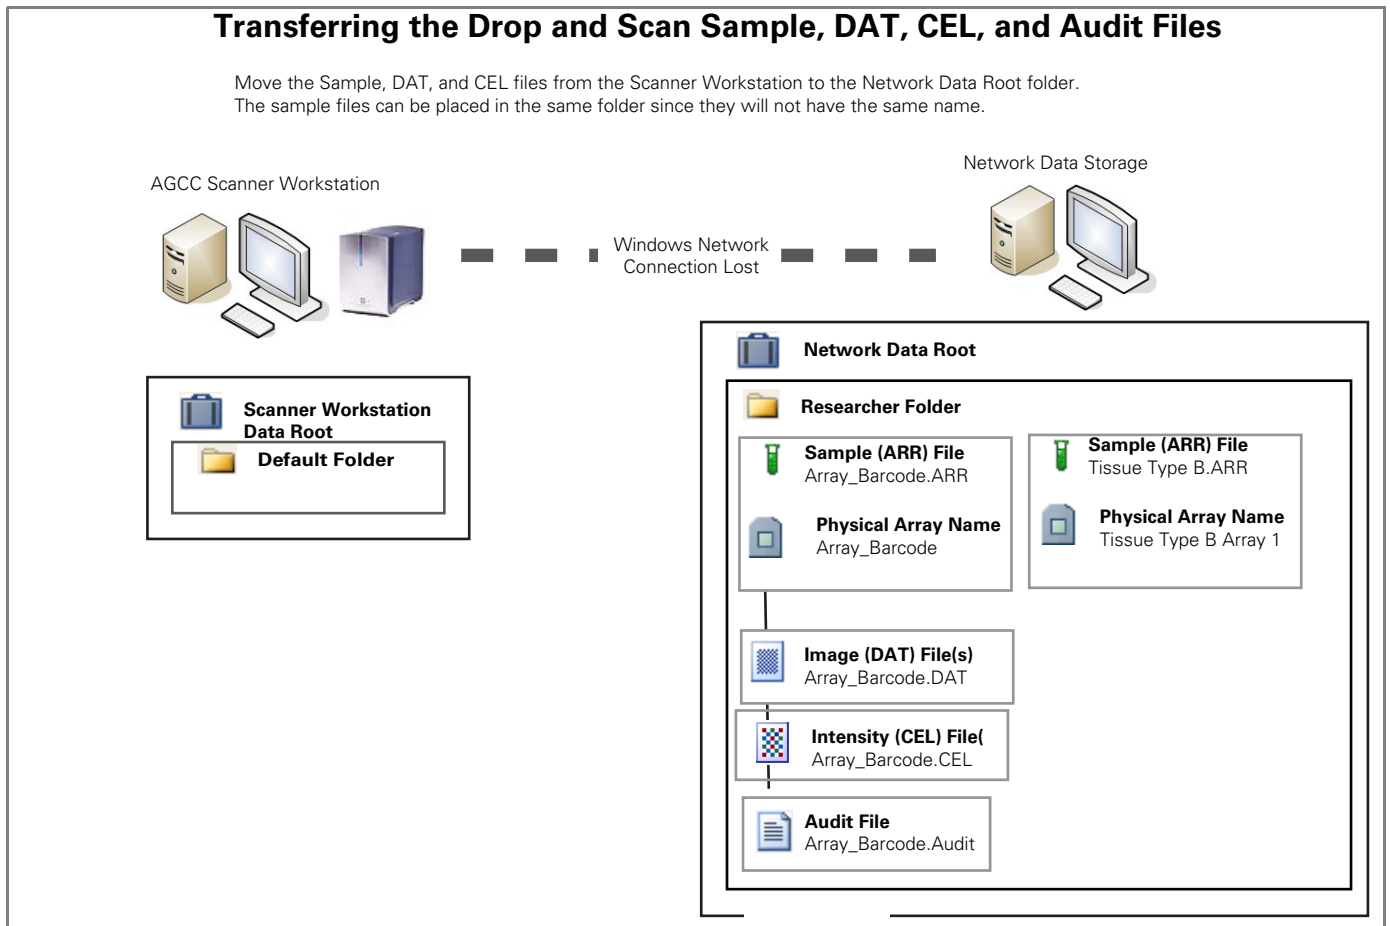 Transferring the Drop and Scan Sample, DAT, CEL, and Audit Files
Move the Sample, DAT, and CEL files from the Scanner Workstation to the Network Data Root folder.
The sample files can be placed in the same folder since they will not have the same name.
AGCC Scanner Workstation
Network Data Storage
Windows Network
Connection Lost
Scanner Workstation
Data Root
Default Folder
Network Data Root
Researcher Folder
Sample (ARR) File
Array_Barcode.ARR
Physical Array Name
Array_Barcode
Sample (ARR) File
Tissue Type B.ARR
Physical Array Name
Tissue Type B Array 1
Image (DAT) File(s)
Array_Barcode.DAT
Intensity (CEL) File(
Array_Barcode.CEL
Audit File
Array_Barcode.Audit